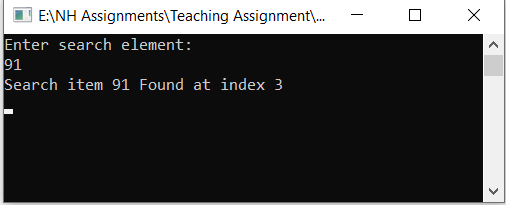 E:\NH Assignments\Teaching Assignment\...
Enter search element:
91
Search item 91 Found at index 3